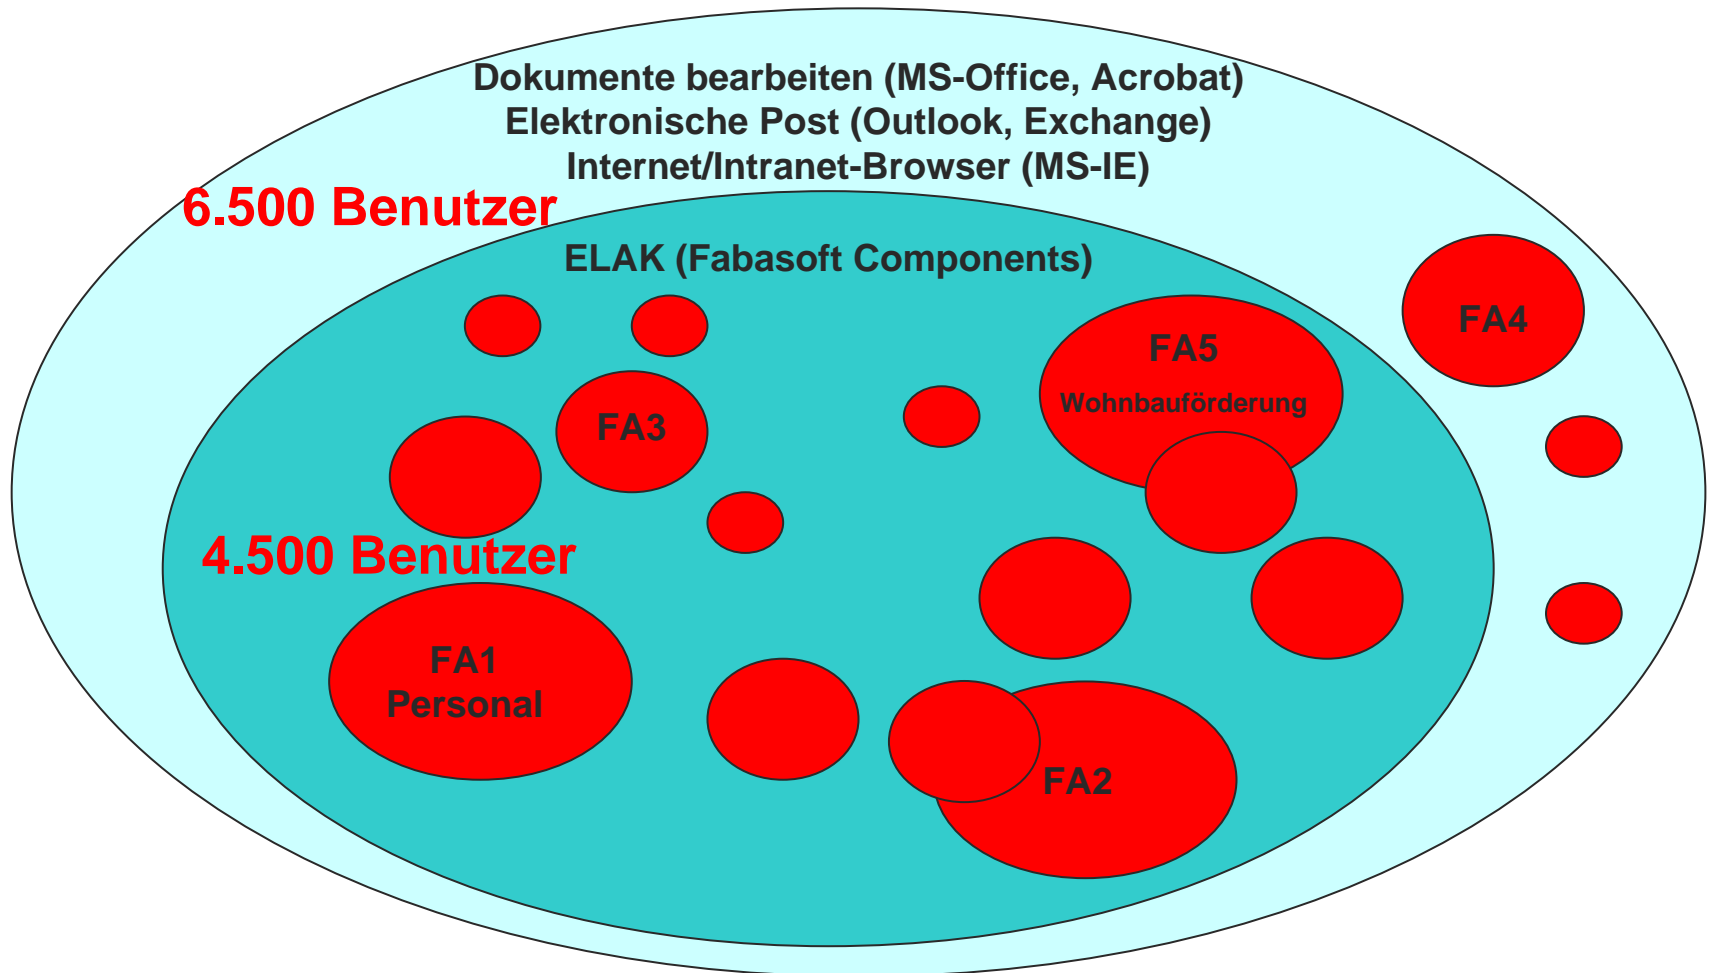 Dokumente bearbeiten (MS-Office, Acrobat)
Elektronische Post (Outlook, Exchange)
Internet/Intranet-Browser (MS-IE)
6.500 Benutzer
ELAK (Fabasoft Components)
FA4
FA5
Wohnbauförderung
FA3
4.500 Benutzer
FA1
Personal
FA2